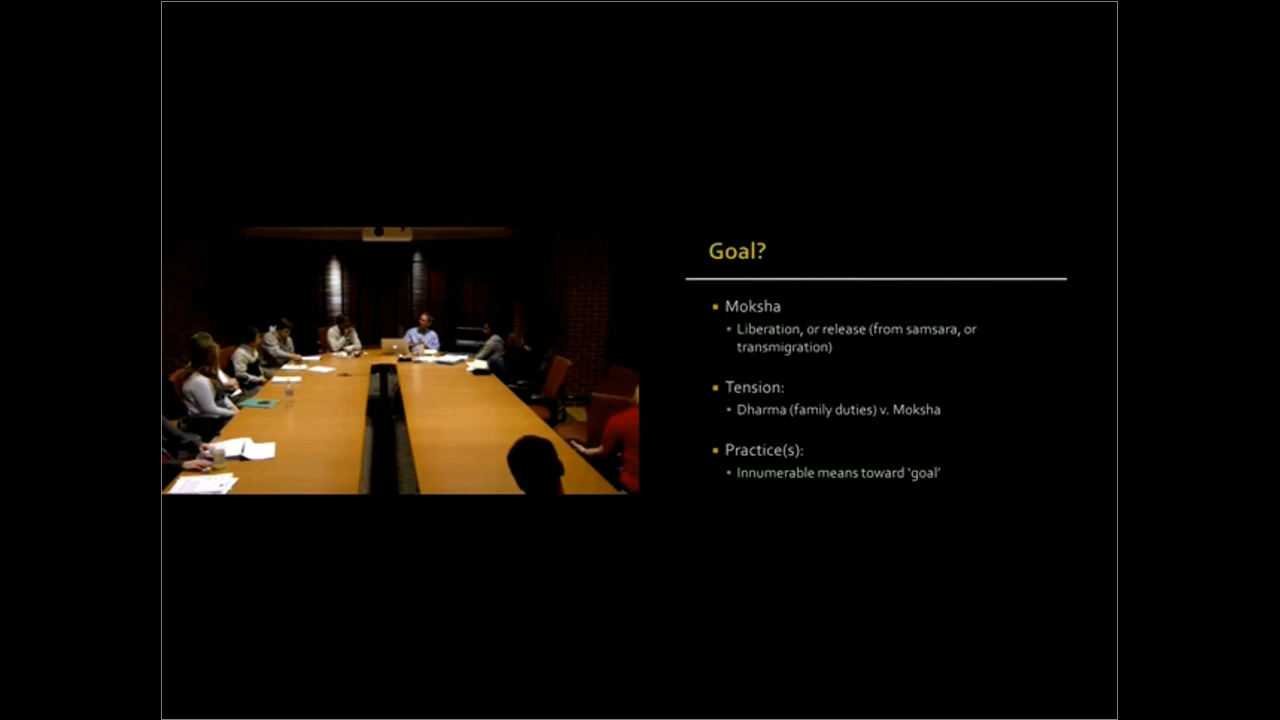 Goal?
Moksha
Liberation, or release (from samsara, or
transmigration)
Tension:
Dharma (family duties) v. Moksha
Practice(s):
Innumerable means toward ‘goal’